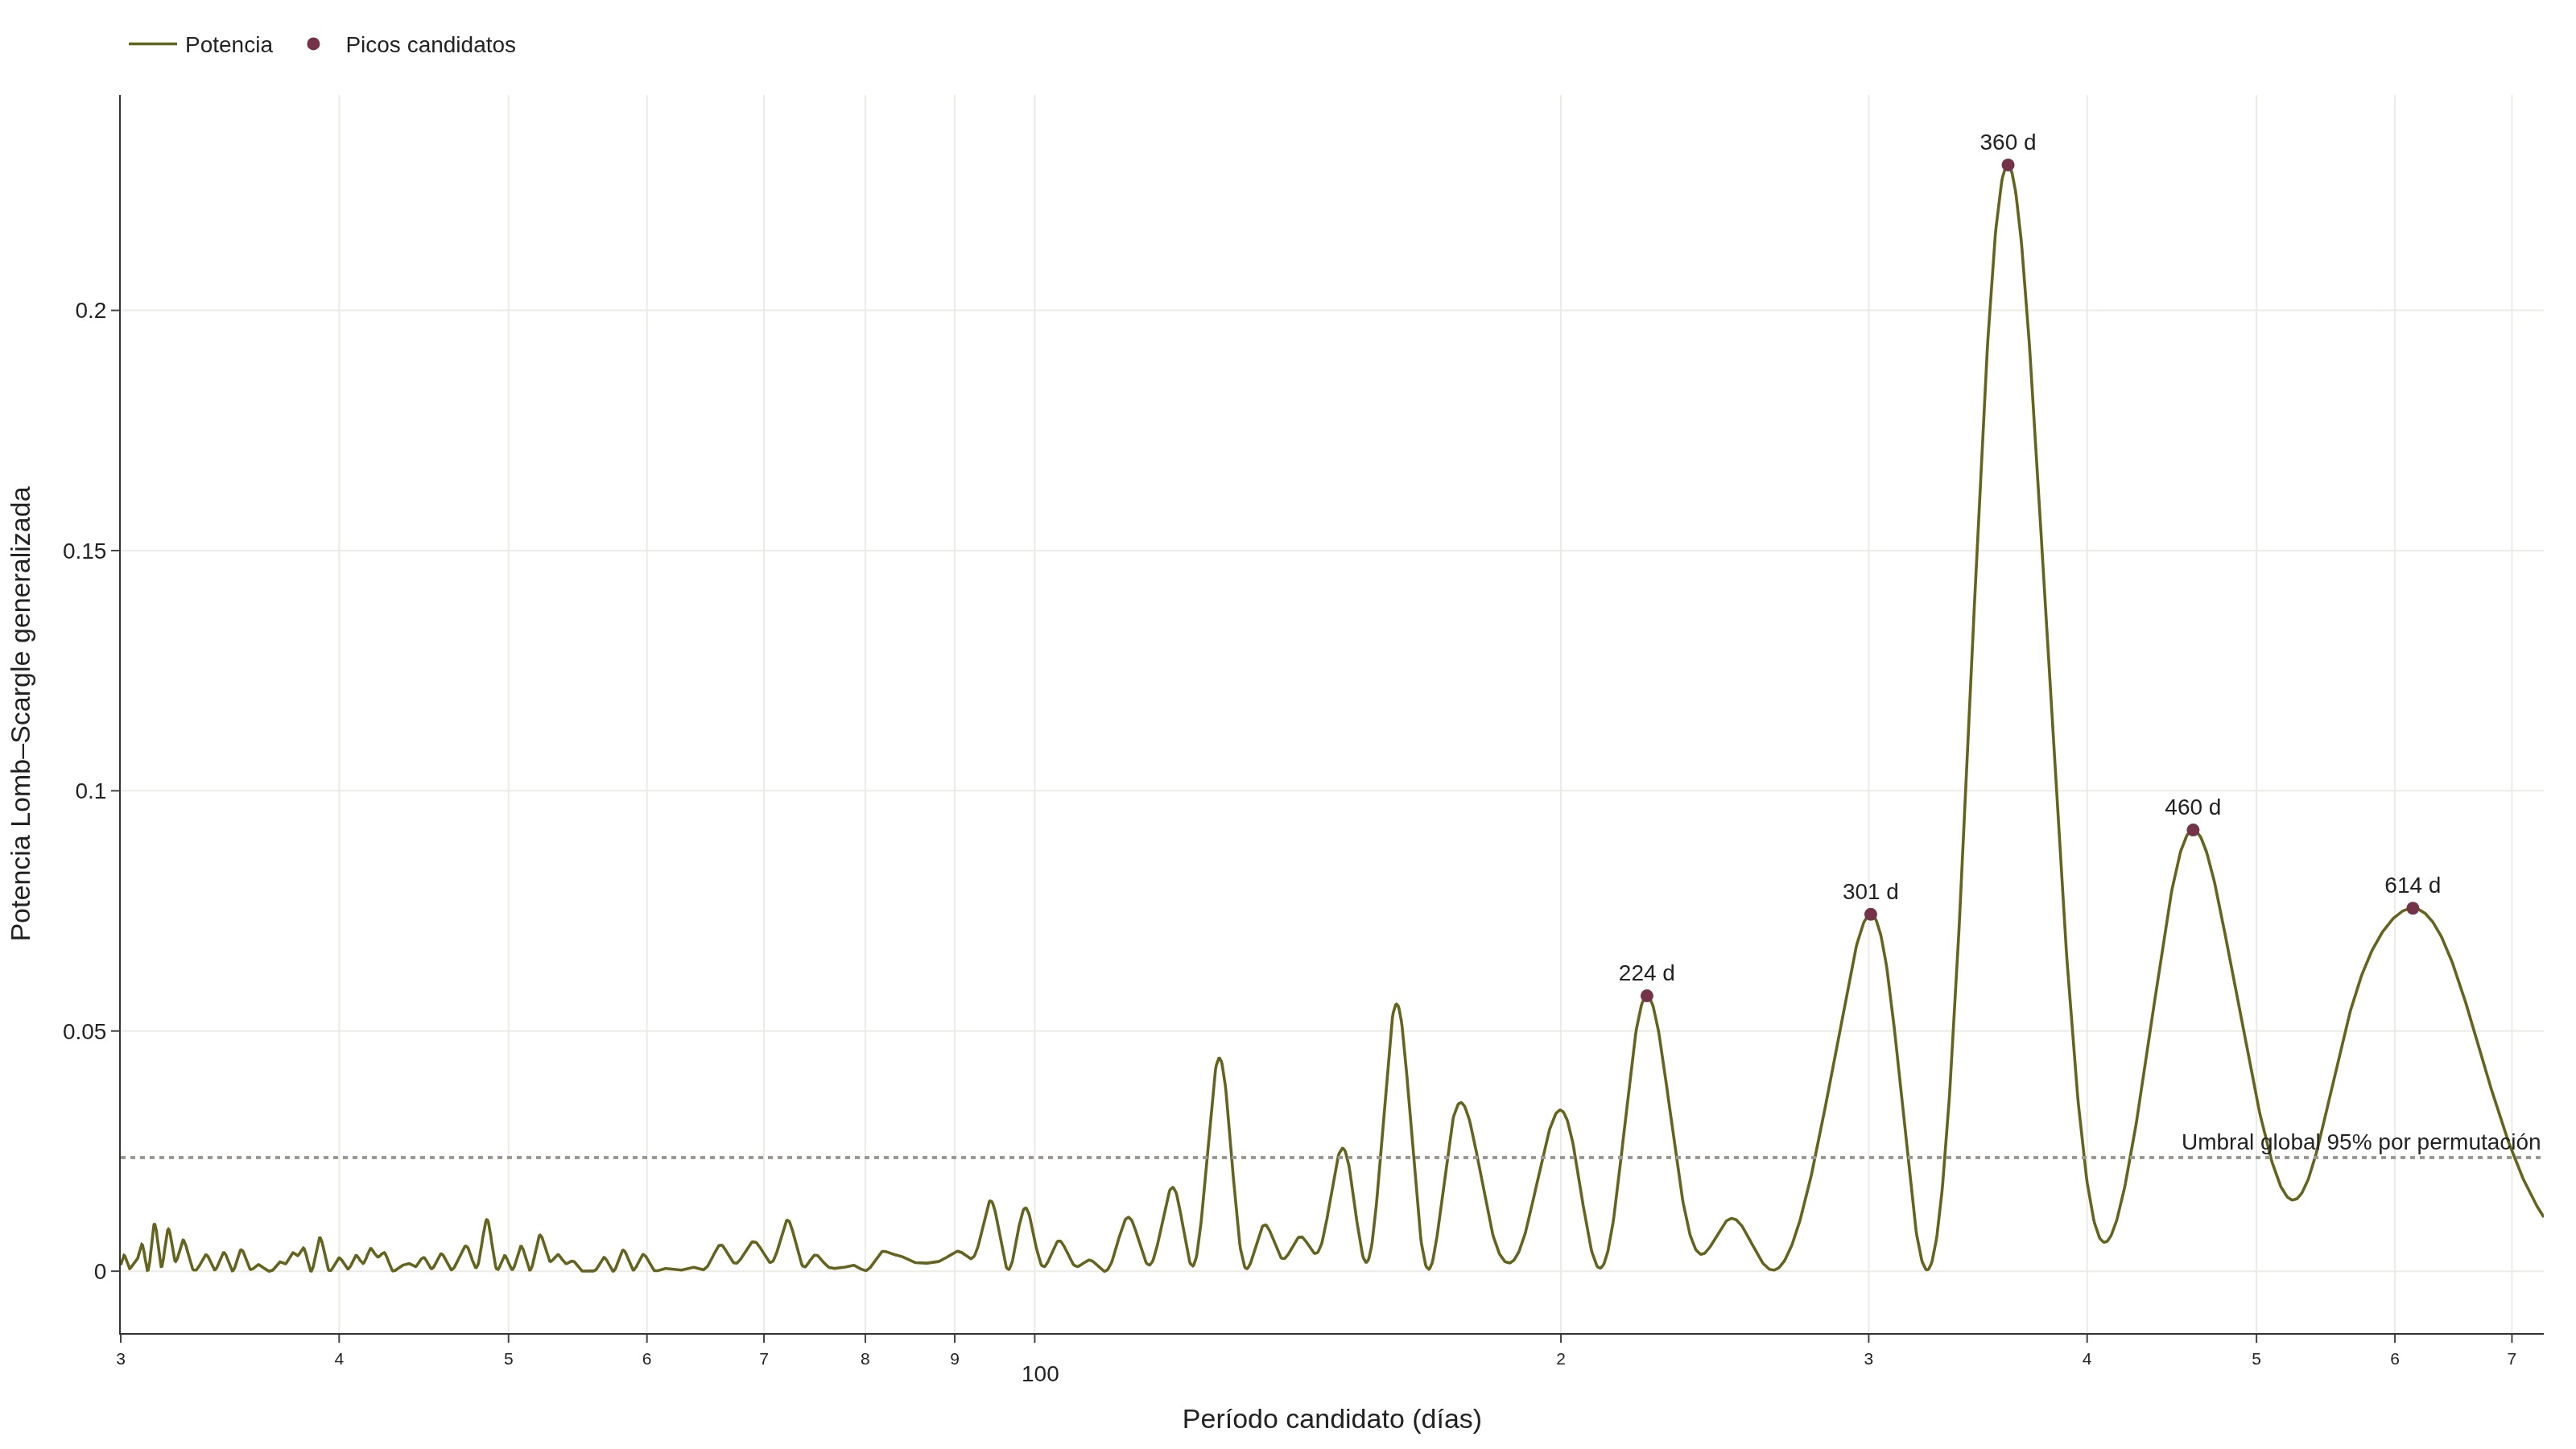 Potencia
Picos candidatos
360 d
0.2
0.15
0.1
460 d
614 d
301 d
224 d
0.05
Umbral global 95% por permutación
0
Potencia Lomb–Scargle generalizada
3 4 5 6 7 8 9 100 2 3 4 5 6 7
Período candidato (días)